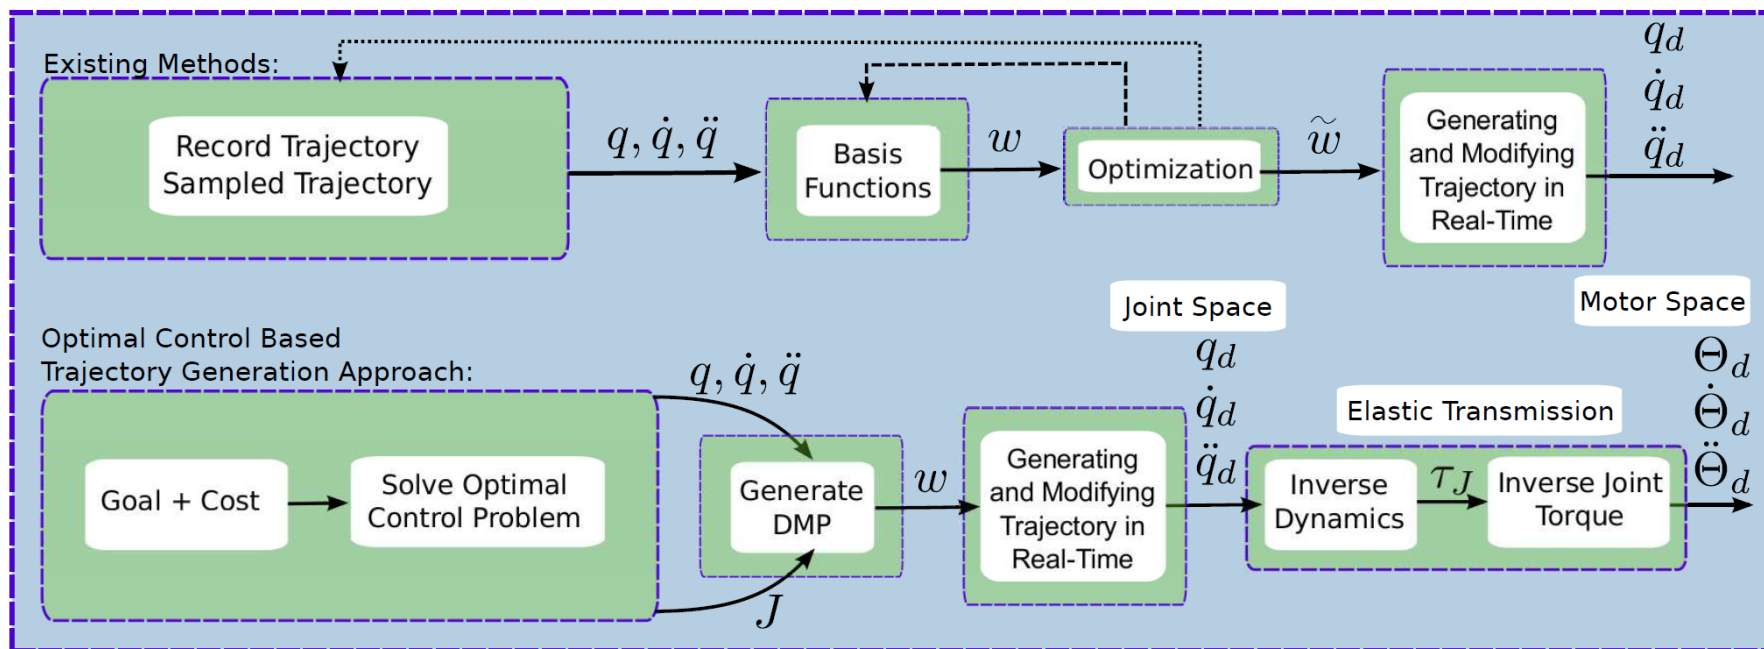 Existing Methods:
Record Trajectory
Sampled Trajectory
q, q̇, q̈
Basis
Functions
w
Optimization
w̃
Generating
and Modifying
Trajectory in
Real-Time
q_d
q̇_d
q̈_d
Optimal Control Based
Trajectory Generation Approach:
Goal + Cost
Solve Optimal
Control Problem
q, q̇, q̈
J
Generate
DMP
w
Generating
and Modifying
Trajectory in
Real-Time
Joint Space
q_d
q̇_d
q̈_d
Elastic Transmission
Inverse
Dynamics
τ_J
Inverse Joint
Torque
Motor Space
Θ_d
Θ̇_d
Θ̈_d